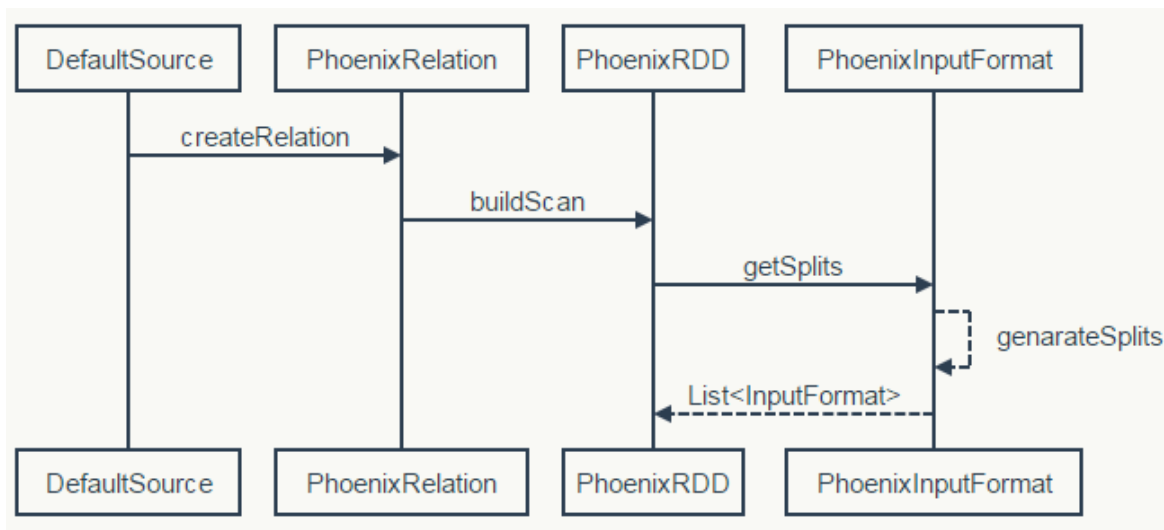 DefaultSource PhoenixRelation PhoenixRDD PhoenixInputFormat
createRelation
buildScan
getSplits
genarateSplits
List<InputFormat>
DefaultSource PhoenixRelation PhoenixRDD PhoenixInputFormat